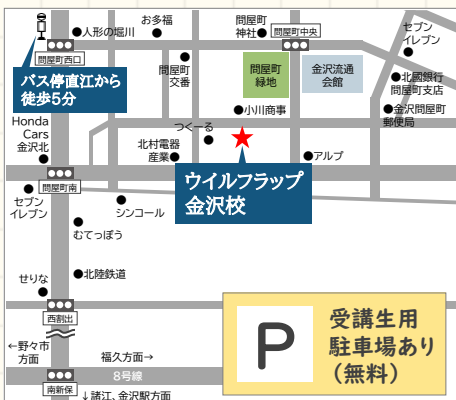 お多福
人形の堀川
問屋町
神社
問屋町中央
セブン
イレブン
問屋町西口
問屋町
交番
問屋町
緑地
金沢流通
会館
北國銀行
問屋町支店
バス停直江から
徒歩5分
小川商事
金沢問屋町
郵便局
Honda
Cars
金沢北
つくーる
北村電器
産業
アルプ
ウイルフラップ
金沢校
問屋町南
セブン
イレブン
シンコール
むてっぽう
北陸鉄道
せりな
西割出
P
受講生用
駐車場あり
(無料)
←野々市
方面
福久方面→
8号線
南新保
↓諸江、金沢駅方面